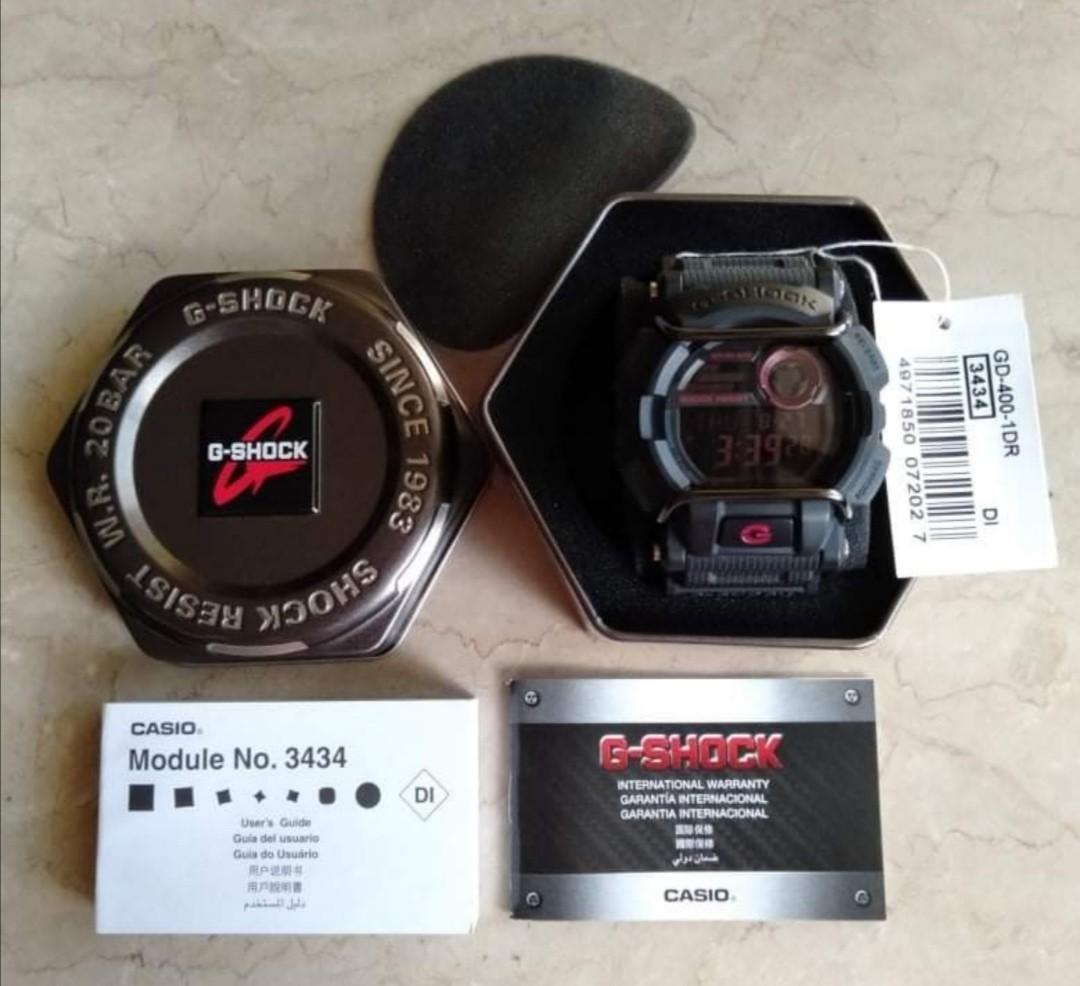 G-SHOCK
SINCE 1983
SHOCK RESIST
W.R. 20 BAR
G-SHOCK
G-SHOCK
3:39
G
GD-400-1DR
3434
DI
4971850 07202 7
CASIO®
Module No. 3434
DI
User's Guide
Guía del usuario
Guia do Usuário
用户说明书
用戶說明書
دليل المستخدم
G-SHOCK
INTERNATIONAL WARRANTY
GARANTÍA INTERNACIONAL
GARANTIA INTERNACIONAL
国际保修
國際保修
ضمان دولي
CASIO®